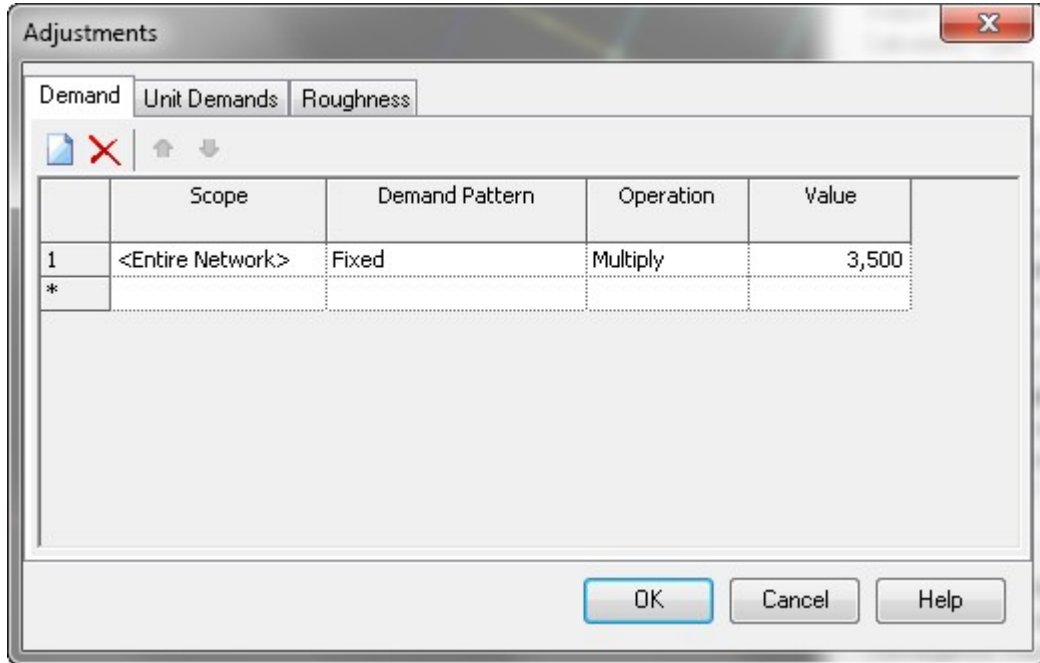 Adjustments
Demand Unit Demands Roughness
Scope Demand Pattern Operation Value
1 <Entire Network> Fixed Multiply 3,500
*
OK Cancel Help